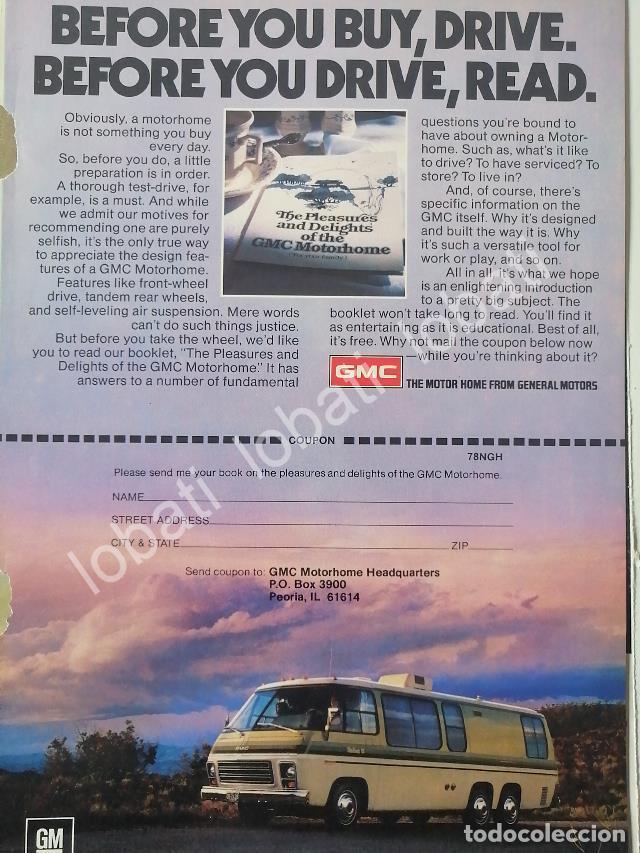 BEFORE YOU BUY, DRIVE.
BEFORE YOU DRIVE, READ.
Obviously, a motorhome
is not something you buy
every day.
So, before you do, a little
preparation is in order.
A thorough test-drive, for
example, is a must. And while
we admit our motives for
recommending one are purely
selfish, it's the only true way
to appreciate the design fea-
tures of a GMC Motorhome.
Features like front-wheel
drive, tandem rear wheels,
and self-leveling air suspension. Mere words
can't do such things justice.
But before you take the wheel, we'd like
you to read our booklet, "The Pleasures and
Delights of the GMC Motorhome." It has
answers to a number of fundamental
The Pleasures
and Delights
of the
GMC Motorhome
(For your family)
questions you're bound to
have about owning a Motor-
home. Such as, what's it like
to drive? To have serviced? To
store? To live in?
And, of course, there's
specific information on the
GMC itself. Why it's designed
and built the way it is. Why
it's such a versatile tool for
work or play, and so on.
All in all, it's what we hope
is an enlightening introduction
to a pretty big subject. The
booklet won't take long to read. You'll find it
as entertaining as it is educational. Best of all,
it's free. Why not mail the coupon below now
—while you're thinking about it?
GMC THE MOTOR HOME FROM GENERAL MOTORS
COUPON
78NGH
Please send me your book on the pleasures and delights of the GMC Motorhome.
NAME
STREET ADDRESS
CITY & STATE ZIP
Send coupon to: GMC Motorhome Headquarters
P.O. Box 3900
Peoria, IL 61614
lobati lobati lobati
GMC
GM
todocoleccion